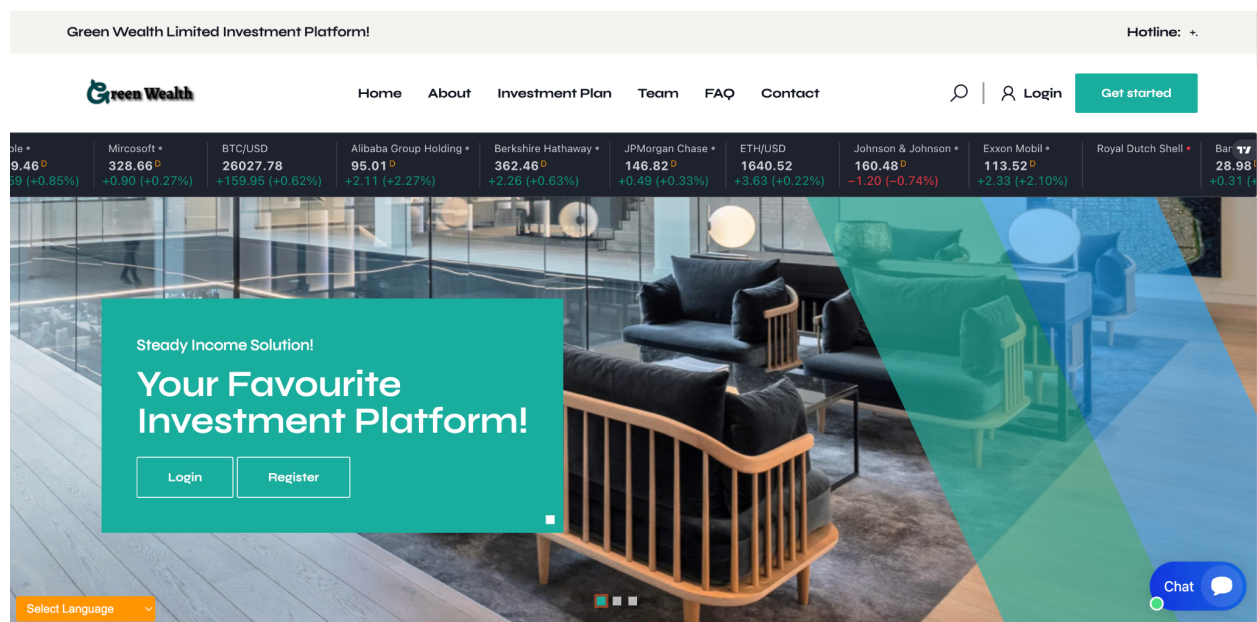 Green Wealth Limited Investment Platform!
Hotline: +.
Green Wealth
Home About Investment Plan Team FAQ Contact
Login
Get started
Mircosoft BTC/USD Alibaba Group Holding Berkshire Hathaway JPMorgan Chase ETH/USD Johnson & Johnson Exxon Mobil Royal Dutch Shell
9.46 D 328.66 D 26027.78 95.01 D 362.46 D 146.82 D 1640.52 160.48 D 113.52 D 28.98
59 (+0.85%) +0.90 (+0.27%) +159.95 (+0.62%) +2.11 (+2.27%) +2.26 (+0.63%) +0.49 (+0.33%) +3.63 (+0.22%) −1.20 (−0.74%) +2.33 (+2.10%) +0.31
Steady Income Solution!
Your Favourite
Investment Platform!
Login Register
Chat
Select Language